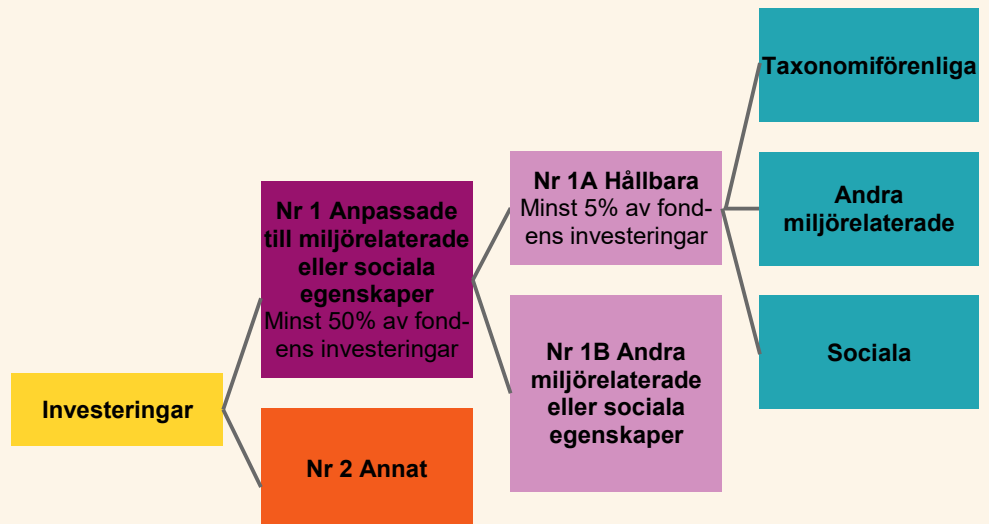 Investeringar
Nr 1 Anpassade
till miljörelaterade
eller sociala
egenskaper
Minst 50% av fond-
ens investeringar
Nr 2 Annat
Nr 1A Hållbara
Minst 5% av fond-
ens investeringar
Nr 1B Andra
miljörelaterade
eller sociala
egenskaper
Taxonomiförenliga
Andra
miljörelaterade
Sociala